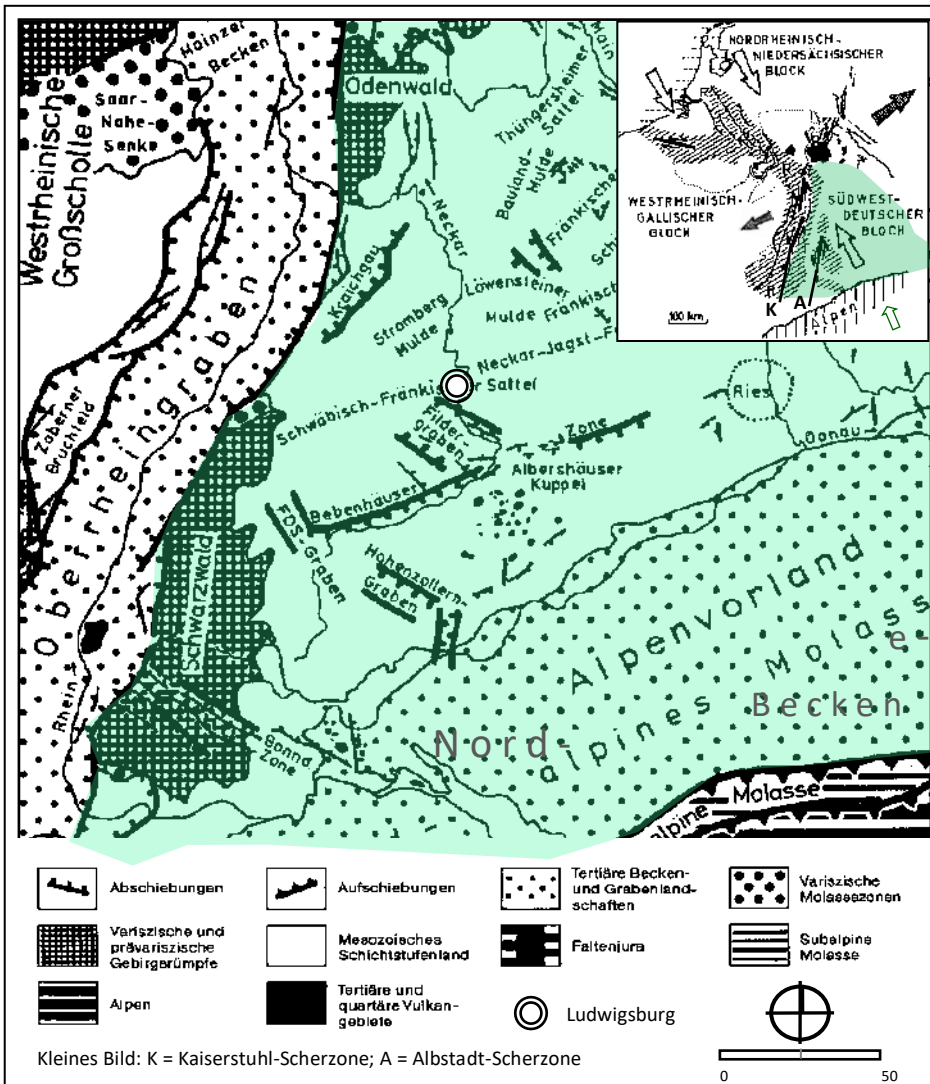 Mainzer
Becken
Saar-
Nahe-
Senke
Westrheinische
Großscholle
Odenwald
Main
Thüngersheimer
Sattel
Bauland-
Mulde
Fränkische
Neckar
Kraichgau
Stromberg
Mulde
Löwensteiner
Mulde
Fränkisch
Neckar-Jagst-F
Schwäbisch-Fränkischer Sattel
Zaberner
Bruchfeld
Oberrheingraben
Rhein
Filder-
graben
Zone
Ries
Donau
Albershäuser
Kuppel
Bebenhäuser
FDS-Graben
Hohenzollern-
Graben
Schwarzwald
Bonnd
Zone
Alpenvorland
Nord-
alpines Molass
e-
Becken
Molasse
NORDRHEINISCH-
NIEDERSÄCHSISCHER
BLOCK
WESTRHEINISCH-
GALLISCHER
BLOCK
SÜDWEST-
DEUTSCHER
BLOCK
K
A
Alpen
100 km
Abschiebungen
Aufschiebungen
Tertiäre Becken-
und Grabenland-
schaften
Variszische
Molassezonen
Variszische und
prävariszische
Gebirgsrümpfe
Mesozoisches
Schichtstufenland
Faltenjura
Subalpine
Molasse
Alpen
Tertiäre und
quartäre Vulkan-
gebiete
Ludwigsburg
Kleines Bild: K = Kaiserstuhl-Scherzone; A = Albstadt-Scherzone
0
50